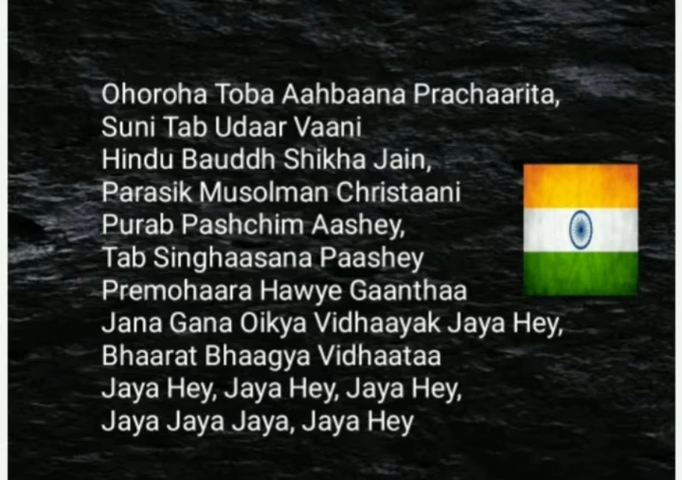 Ohoroha Toba Aahbaana Prachaarita,
Suni Tab Udaar Vaani
Hindu Bauddh Shikha Jain,
Parasik Musolman Christaani
Purab Pashchim Aashey,
Tab Singhaasana Paashey
Premohaara Hawye Gaanthaa
Jana Gana Oikya Vidhaayak Jaya Hey,
Bhaarat Bhaagya Vidhaataa
Jaya Hey, Jaya Hey, Jaya Hey,
Jaya Jaya Jaya, Jaya Hey